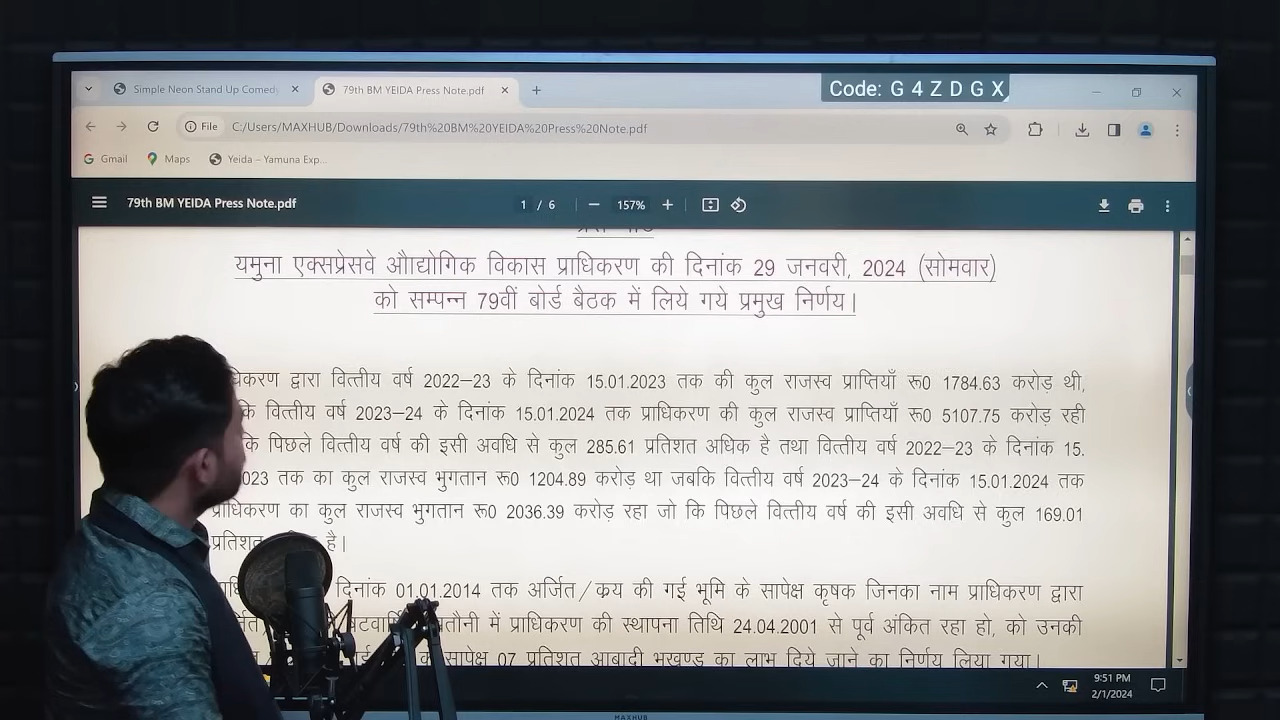 Simple Neon Stand Up Comedy
79th BM YEIDA Press Note.pdf
Code: G 4 Z D G X
File C:/Users/MAXHUB/Downloads/79th%20BM%20YEIDA%20Press%20Note.pdf
Gmail Maps Yeida – Yamuna Exp...
79th BM YEIDA Press Note.pdf 1 / 6 157%
यमुना एक्सप्रेसवे औद्योगिक विकास प्राधिकरण की दिनांक 29 जनवरी, 2024 (सोमवार)
को सम्पन्न 79वीं बोर्ड बैठक में लिये गये प्रमुख निर्णय।
द्वारा वित्तीय वर्ष 2022–23 के दिनांक 15.01.2023 तक की कुल राजस्व प्राप्तियाँ रू0 1784.63 करोड़ थी,
वित्तीय वर्ष 2023–24 के दिनांक 15.01.2024 तक प्राधिकरण की कुल राजस्व प्राप्तियाँ रू0 5107.75 करोड़ रही
कि पिछले वित्तीय वर्ष की इसी अवधि से कुल 285.61 प्रतिशत अधिक है तथा वित्तीय वर्ष 2022–23 के दिनांक 15.
023 तक का कुल राजस्व भुगतान रू0 1204.89 करोड़ था जबकि वित्तीय वर्ष 2023–24 के दिनांक 15.01.2024 तक
प्राधिकरण का कुल राजस्व भुगतान रू0 2036.39 करोड़ रहा जो कि पिछले वित्तीय वर्ष की इसी अवधि से कुल 169.01
प्रतिशत है।
दिनांक 01.01.2014 तक अर्जित/क्रय की गई भूमि के सापेक्ष कृषक जिनका नाम प्राधिकरण द्वारा
में प्राधिकरण की स्थापना तिथि 24.04.2001 से पूर्व अंकित रहा हो, को उनकी
सापेक्ष 07 प्रतिशत आबादी भूखण्ड का लाभ दिये जाने का निर्णय लिया गया।
9:51 PM
2/1/2024
MAXHUB